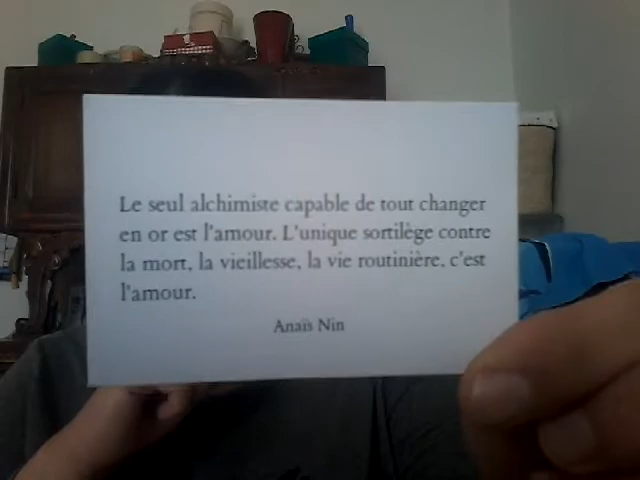 Le seul alchimiste capable de tout changer
en or est l'amour. L'unique sortilège contre
la mort, la vieillesse, la vie routinière, c'est
l'amour.
Anaïs Nin